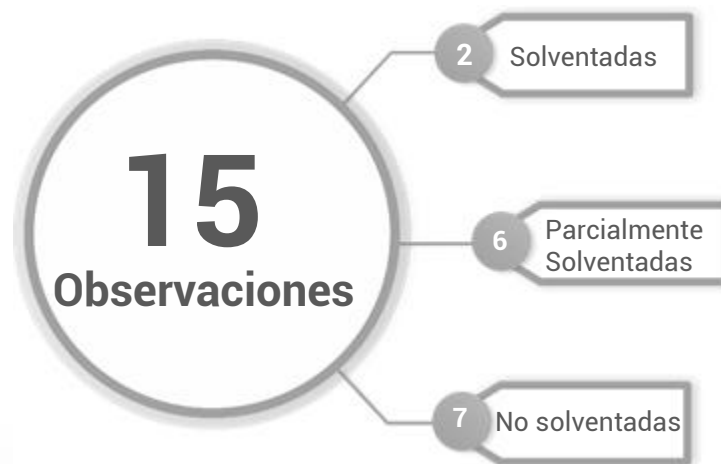 15
Observaciones
2
Solventadas
6
Parcialmente
Solventadas
7
No solventadas